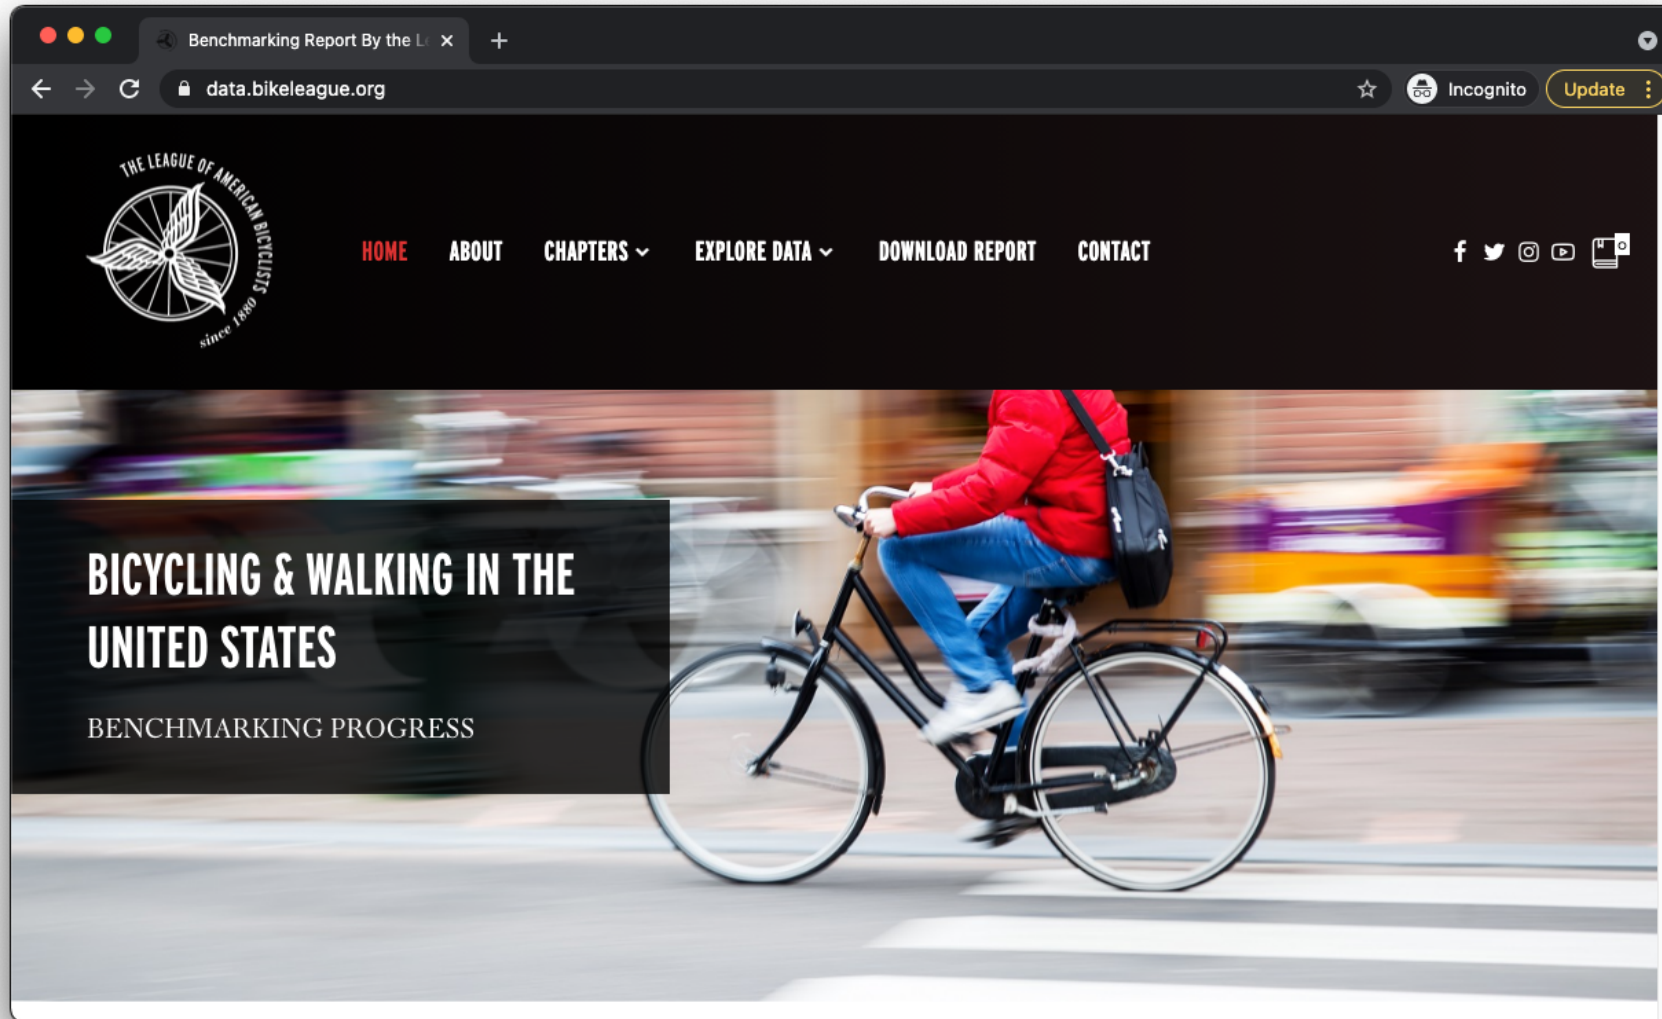 Benchmarking Report By the L
data.bikeleague.org
Incognito
Update
THE LEAGUE OF AMERICAN BICYCLISTS
since 1880
HOME
ABOUT
CHAPTERS
EXPLORE DATA
DOWNLOAD REPORT
CONTACT
0
BICYCLING & WALKING IN THE
UNITED STATES
BENCHMARKING PROGRESS